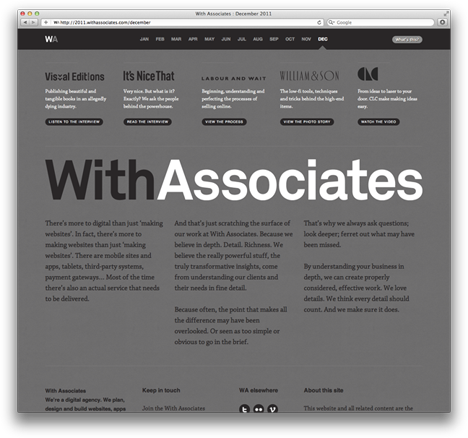 With Associates - December 2011
http://2011.withassociates.com/december
WA JAN FEB MAR APR MAY JUN JUL AUG SEP OCT NOV DEC What's this?
Visual Editions
Publishing beautiful and
tangible books in an allegedly
dying industry.
LISTEN TO THE INTERVIEW
It's Nice That
Very nice. But what is it?
Exactly? We ask the people
behind the powerhouse.
READ THE INTERVIEW
LABOUR AND WAIT
Beginning, understanding and
perfecting the processes of
selling online.
VIEW THE PROCESS
WILLIAM & SON
The low-fi tools, techniques
and tricks behind the high-end
items.
VIEW THE PHOTO STORY
CLC
From ideas to laser to your
door. CLC make making ideas
easy.
WATCH THE VIDEO
WithAssociates
There's more to digital than just 'making
websites'. In fact, there's more to
making websites than just 'making
websites'. There are mobile sites and
apps, tablets, third-party systems,
payment gateways... Most of the time
there's also an actual service that needs
to be delivered.
And that's just scratching the surface of
our work at With Associates. Because we
believe in depth. Detail. Richness. We
believe the really powerful stuff, the
truly transformative insights, come
from understanding our clients and
their needs in fine detail.
Because often, the point that makes all
the difference may have been
overlooked. Or seen as too simple or
obvious to go in the brief.
That's why we always ask questions;
look deeper; ferret out what may have
been missed.
By understanding your business in
depth, we can create properly
considered, effective work. We love
details. We think every detail should
count. And we make sure it does.
With Associates
We're a digital agency. We plan,
design and build websites, apps
Keep in touch
Join the With Associates
WA elsewhere
About this site
This website and all related content are the